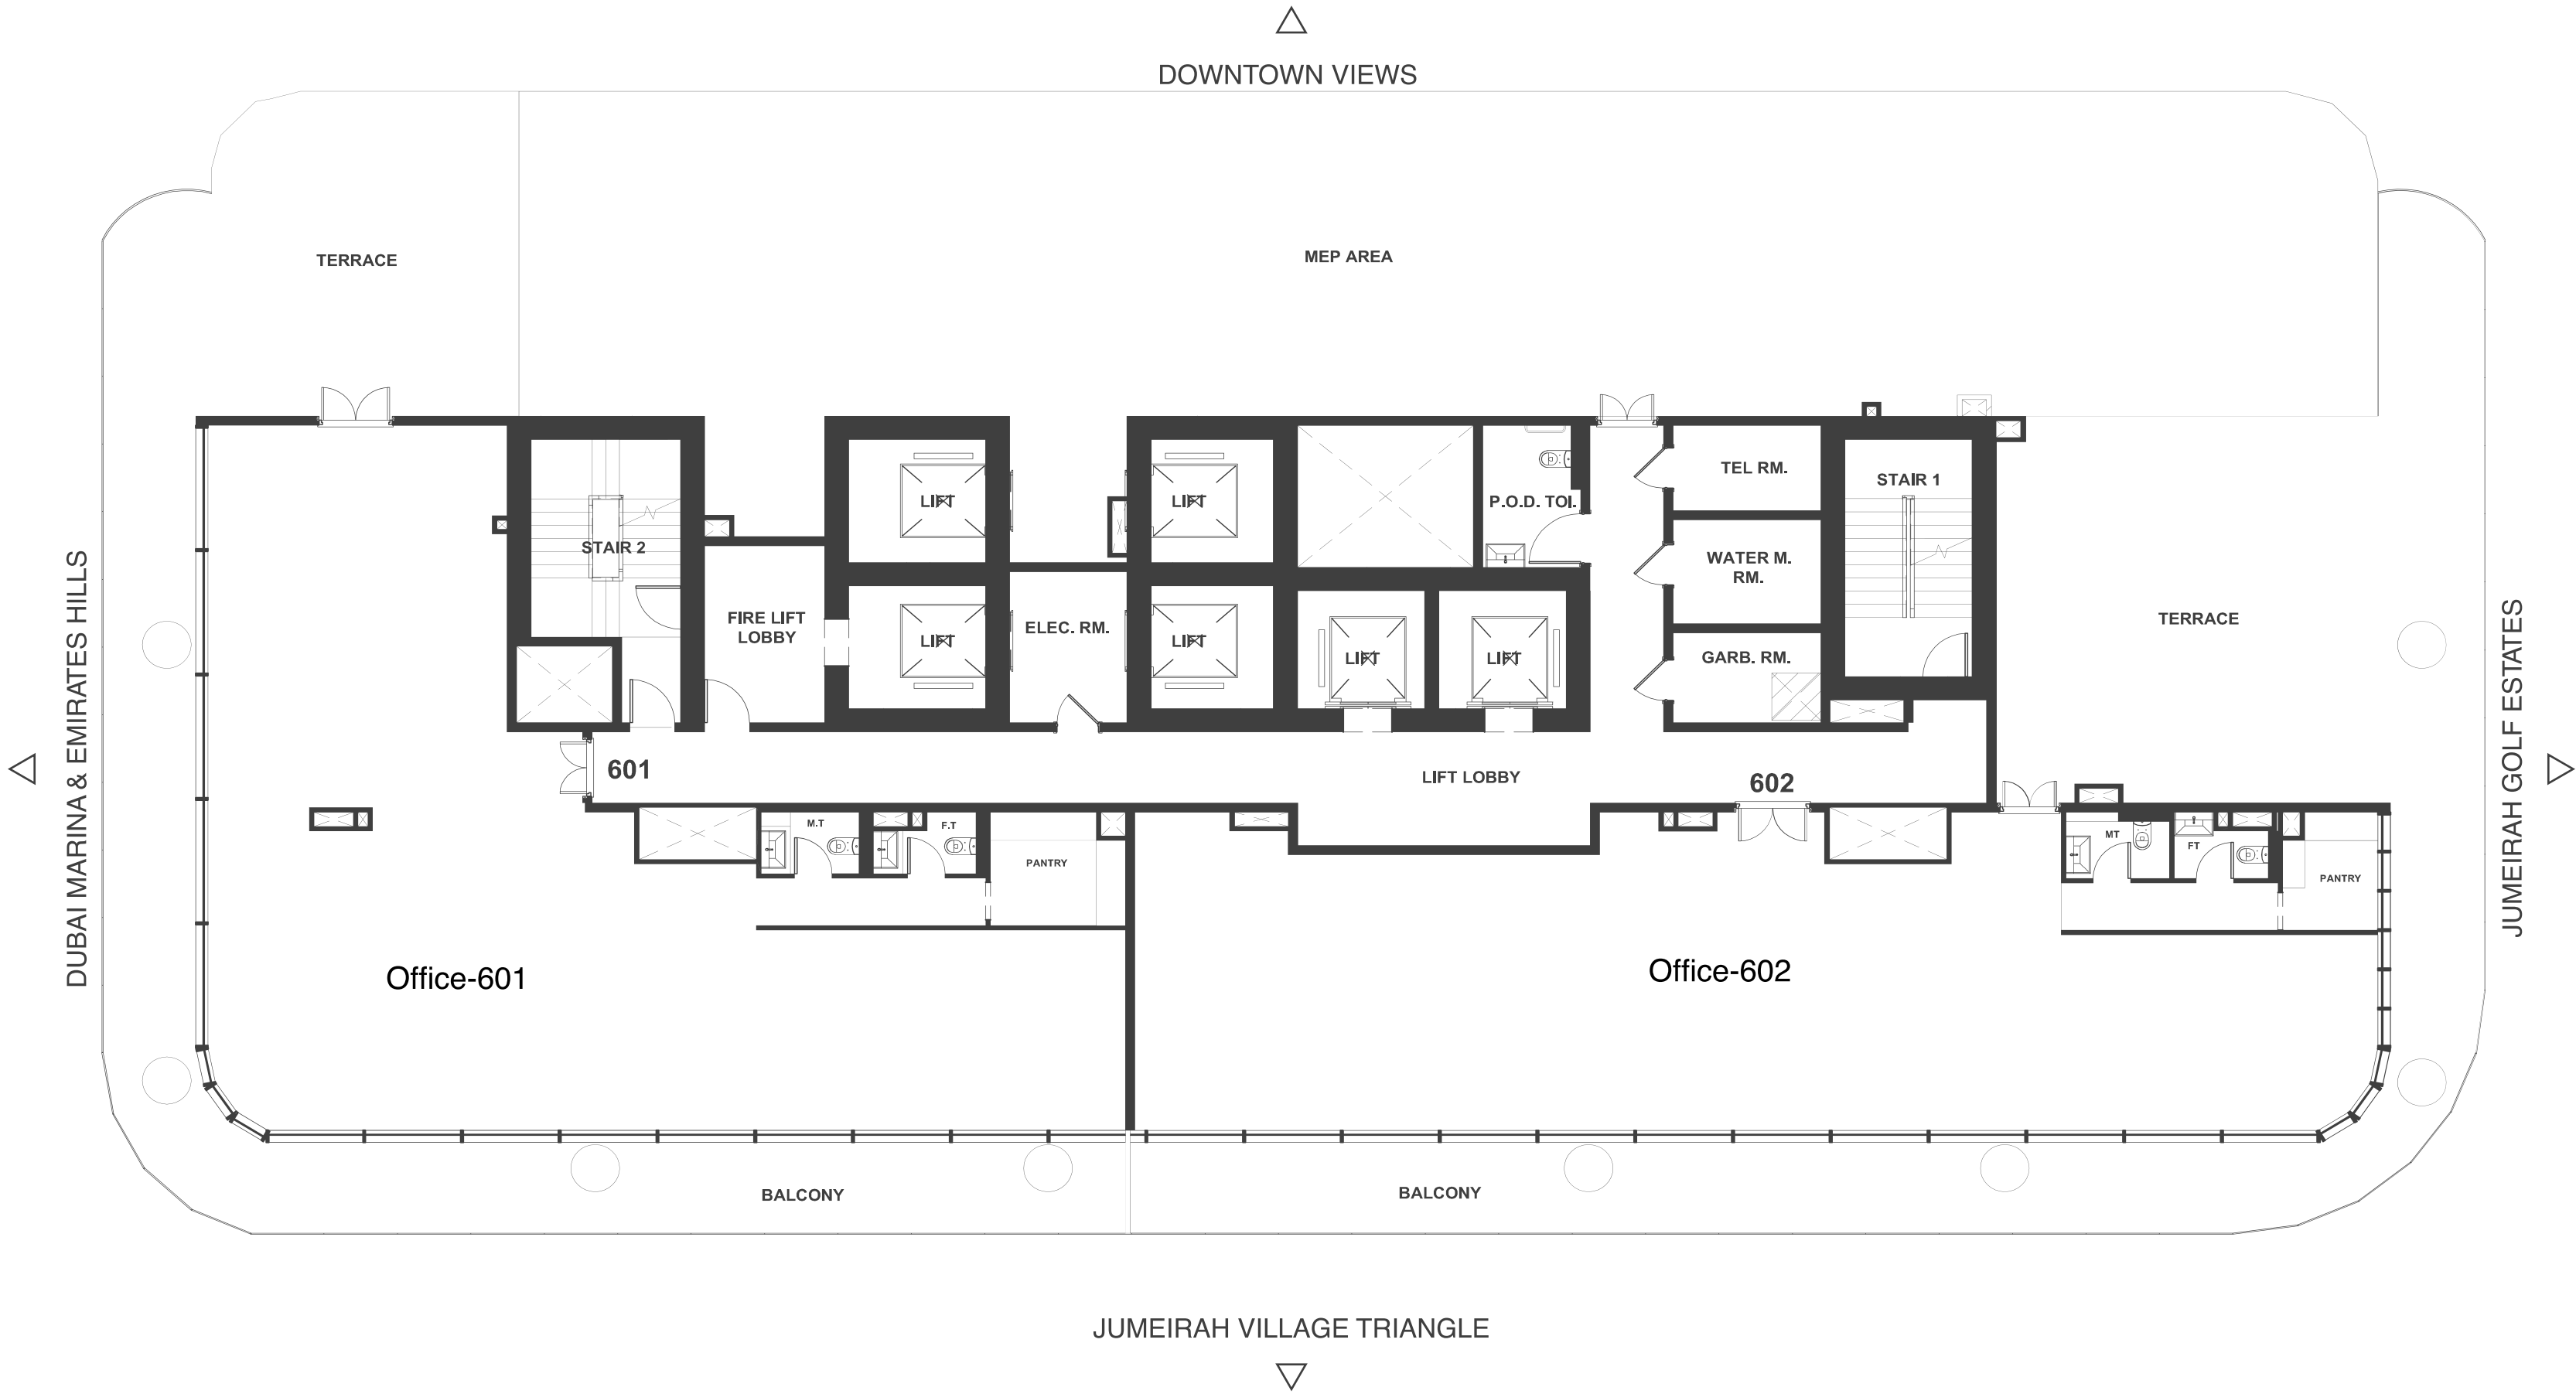 DOWNTOWN VIEWS
TERRACE
MEP AREA
LIFT
LIFT
TEL RM.
STAIR 1
P.O.D. TOI.
STAIR 2
WATER M.
RM.
FIRE LIFT
LOBBY
ELEC. RM.
LIFT
LIFT
LIFT
LIFT
GARB. RM.
TERRACE
DUBAI MARINA & EMIRATES HILLS
JUMEIRAH GOLF ESTATES
601
LIFT LOBBY
602
M.T
F.T
PANTRY
MT
FT
PANTRY
Office-601
Office-602
BALCONY
BALCONY
JUMEIRAH VILLAGE TRIANGLE